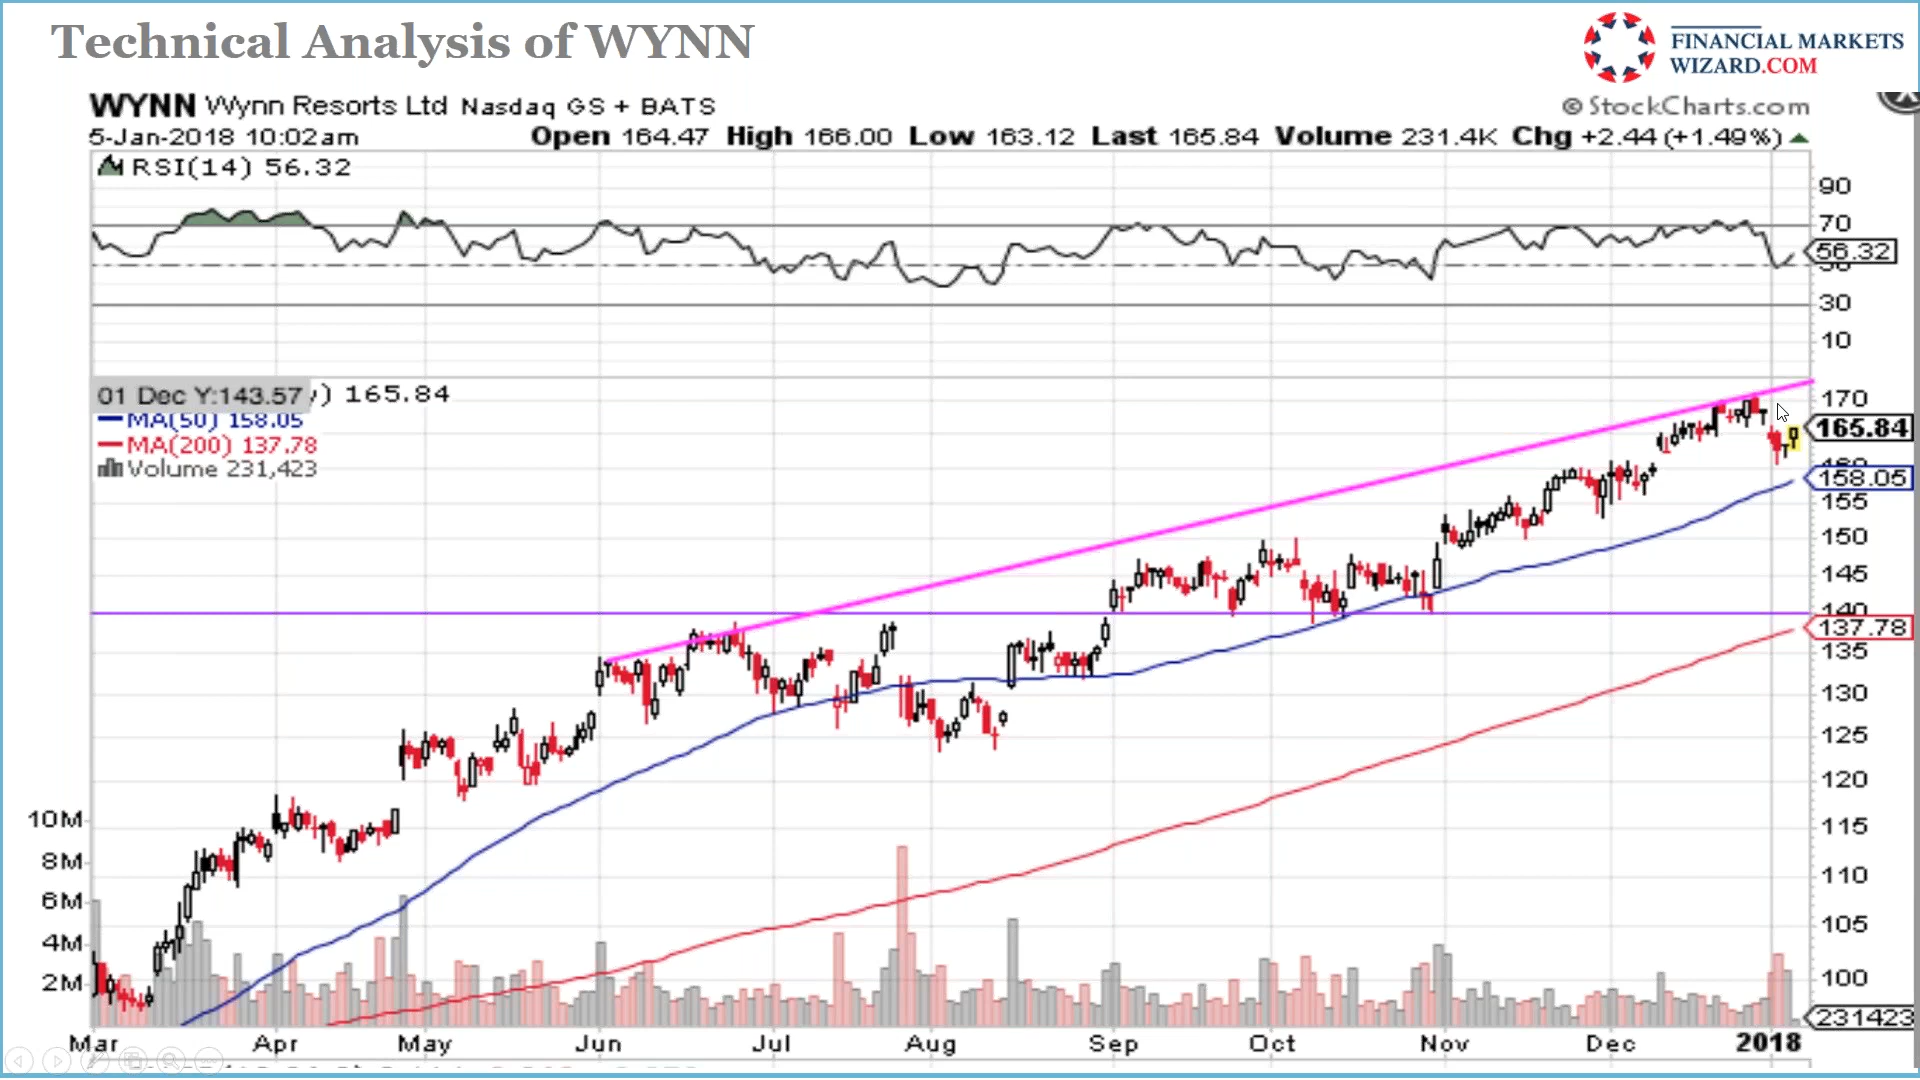 Technical Analysis of WYNN
FINANCIAL MARKETS
WIZARD.COM
WYNN Wynn Resorts Ltd Nasdaq GS + BATS
© StockCharts.com
5-Jan-2018 10:02am
Open 164.47 High 166.00 Low 163.12 Last 165.84 Volume 231.4K Chg +2.44 (+1.49%)
RSI(14) 56.32
90
70
56.32
30
10
01 Dec Y:143.57 ) 165.84
MA(50) 158.05
MA(200) 137.78
Volume 231,423
170
165.84
158.05
155
150
145
140
137.78
135
130
125
120
115
110
105
100
231423
10M
8M
6M
4M
2M
Mar Apr May Jun Jul Aug Sep Oct Nov Dec 2018